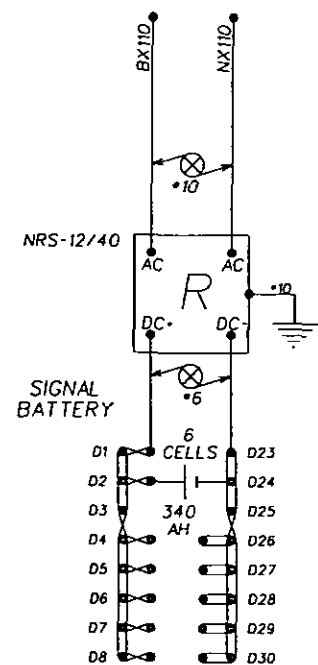 BX110 NX110
•10
NRS-12/40
AC AC
R
•10
DC+ DC-
•6
SIGNAL
BATTERY
6
CELLS
D1 D23
D2 D24
340
AH
D3 D25
D4 D26
D5 D27
D6 D28
D7 D29
D8 D30